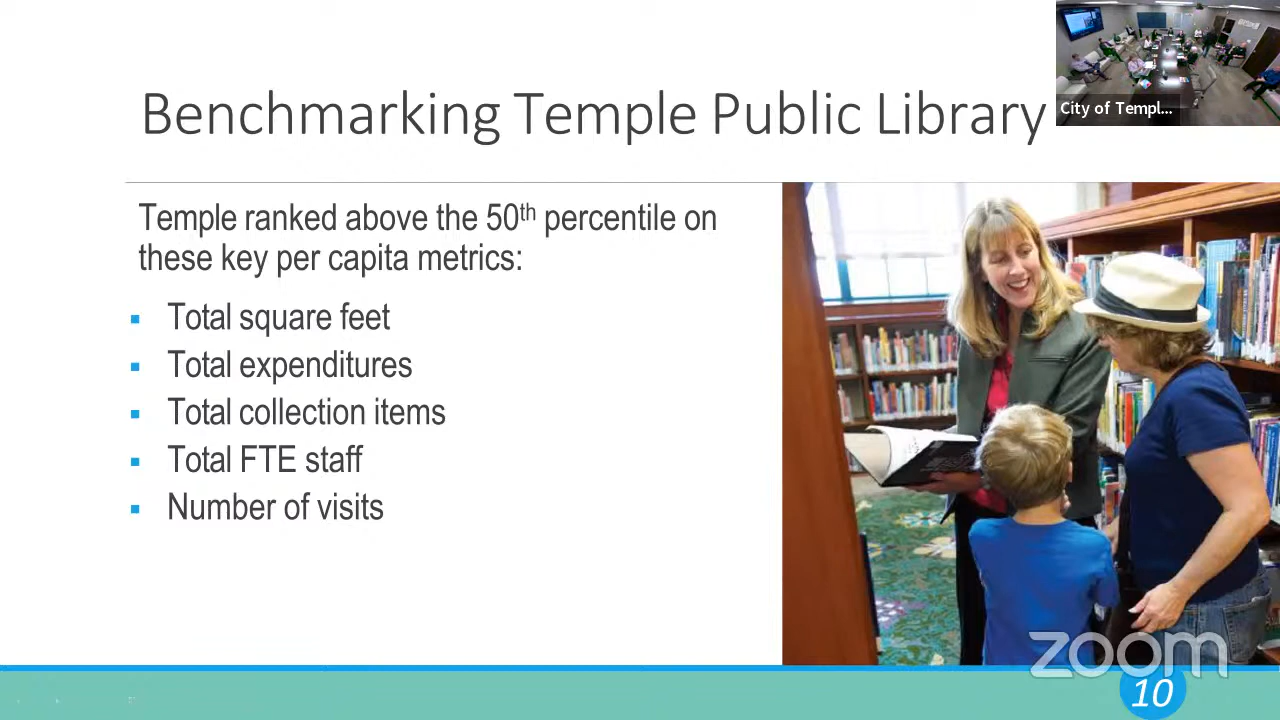 Benchmarking Temple Public Library
City of Templ...
Temple ranked above the 50th percentile on
these key per capita metrics:
▪ Total square feet
▪ Total expenditures
▪ Total collection items
▪ Total FTE staff
▪ Number of visits
zoom
10